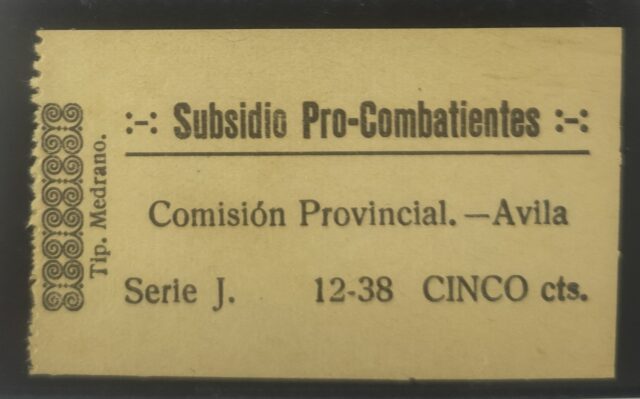 :-: Subsidio Pro-Combatientes :-:
Comisión Provincial. —Avila
Serie J. 12-38 CINCO cts.
Tip. Medrano.